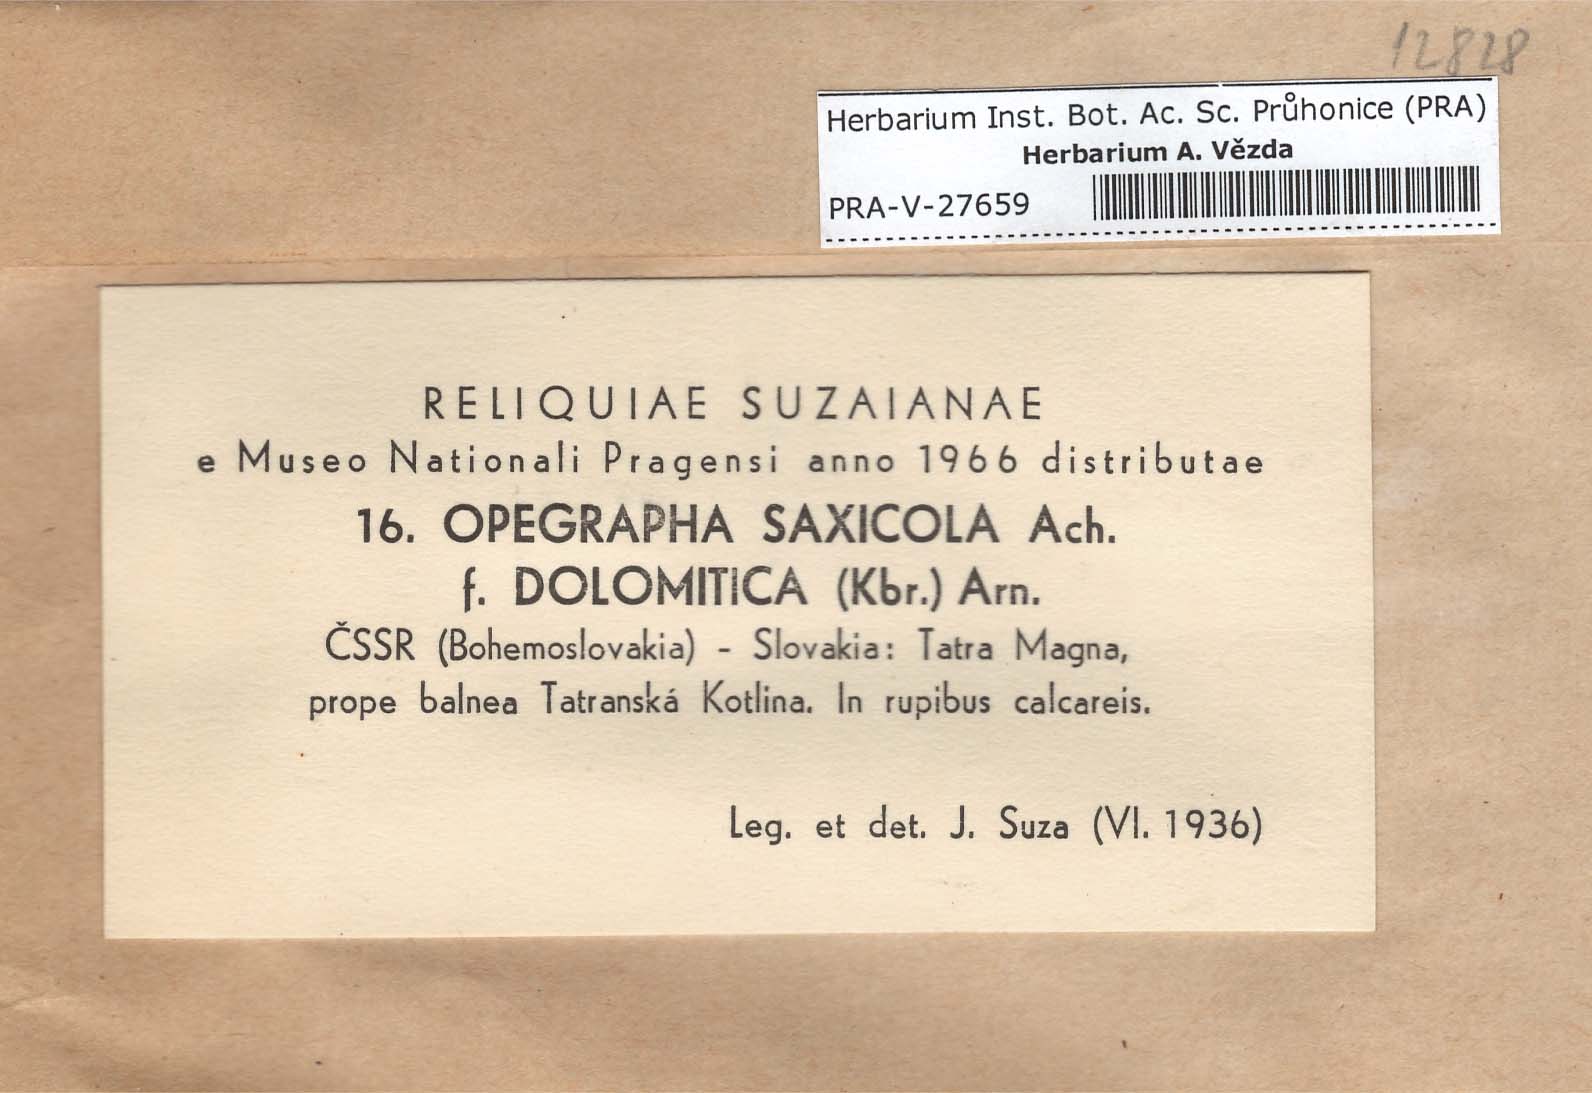 12828
Herbarium Inst. Bot. Ac. Sc. Průhonice (PRA)
Herbarium A. Vězda
PRA-V-27659
RELIQUIAE SUZAIANAE
e Museo Nationali Pragensi anno 1966 distributae
16. OPEGRAPHA SAXICOLA Ach.
f. DOLOMITICA (Kbr.) Arn.
ČSSR (Bohemoslovakia) - Slovakia: Tatra Magna,
prope balnea Tatranská Kotlina. In rupibus calcareis.
Leg. et det. J. Suza (VI. 1936)